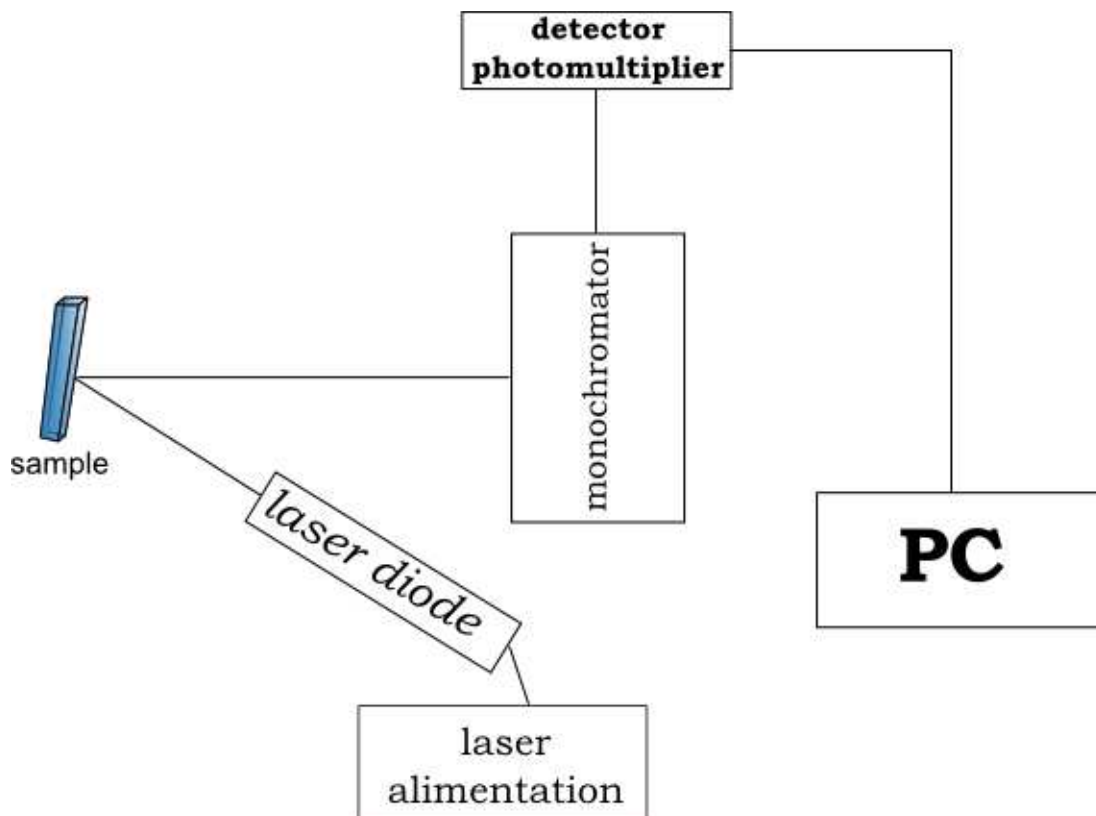 detector
photomultiplier
monochromator
sample
laser diode
PC
laser
alimentation